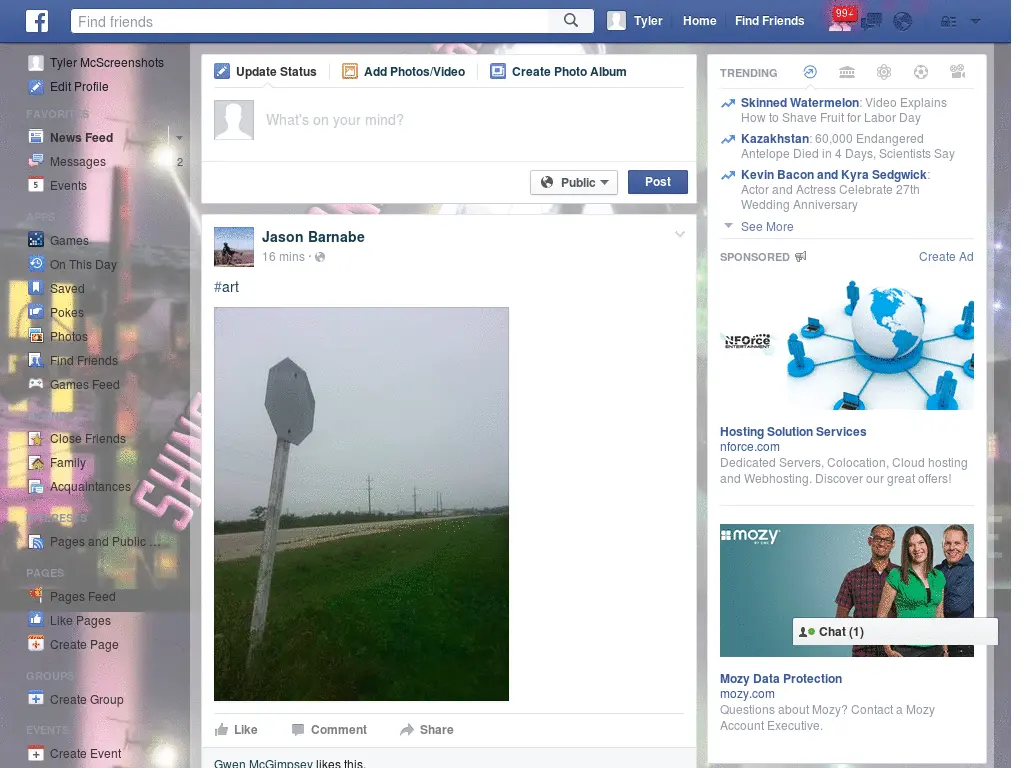 Find friends
Tyler
Home
Find Friends
99+
Tyler McScreenshots
Edit Profile
FAVORITES
News Feed
Messages 2
Events
APPS
Games
On This Day
Saved
Pokes
Photos
Find Friends
Games Feed
Close Friends
Family
Acquaintances
Pages and Public ...
PAGES
Pages Feed
Like Pages
Create Page
GROUPS
Create Group
EVENTS
Create Event
SHINE
Update Status
Add Photos/Video
Create Photo Album
What's on your mind?
Public
Post
Jason Barnabe
16 mins ·
#art
Like
Comment
Share
Gwen McGimpsey likes this.
TRENDING
Skinned Watermelon: Video Explains
How to Shave Fruit for Labor Day
Kazakhstan: 60,000 Endangered
Antelope Died in 4 Days, Scientists Say
Kevin Bacon and Kyra Sedgwick:
Actor and Actress Celebrate 27th
Wedding Anniversary
See More
SPONSORED
Create Ad
NFOrce
ENTERTAINMENT
Hosting Solution Services
nforce.com
Dedicated Servers, Colocation, Cloud hosting
and Webhosting. Discover our great offers!
mozy
BY EMC
Chat (1)
Mozy Data Protection
mozy.com
Questions about Mozy? Contact a Mozy
Account Executive.